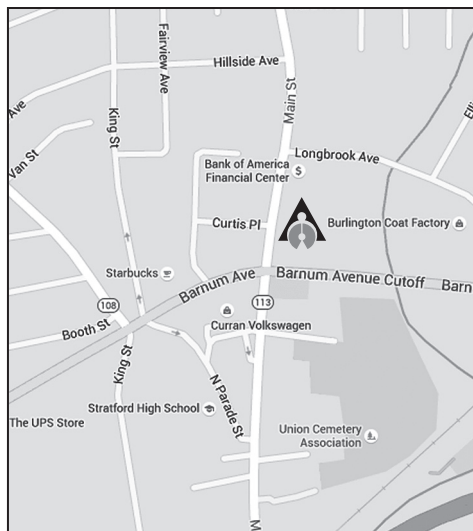 Fairview Ave
Hillside Ave
Main St
Ave
King St
Longbrook Ave
Van St
Bank of America
Financial Center
$
Curtis Pl
Burlington Coat Factory
Starbucks
Barnum Ave
Barnum Avenue Cutoff
Barn
108
113
Booth St
Curran Volkswagen
King St
N Parade St
Stratford High School
The UPS Store
Union Cemetery
Association
M